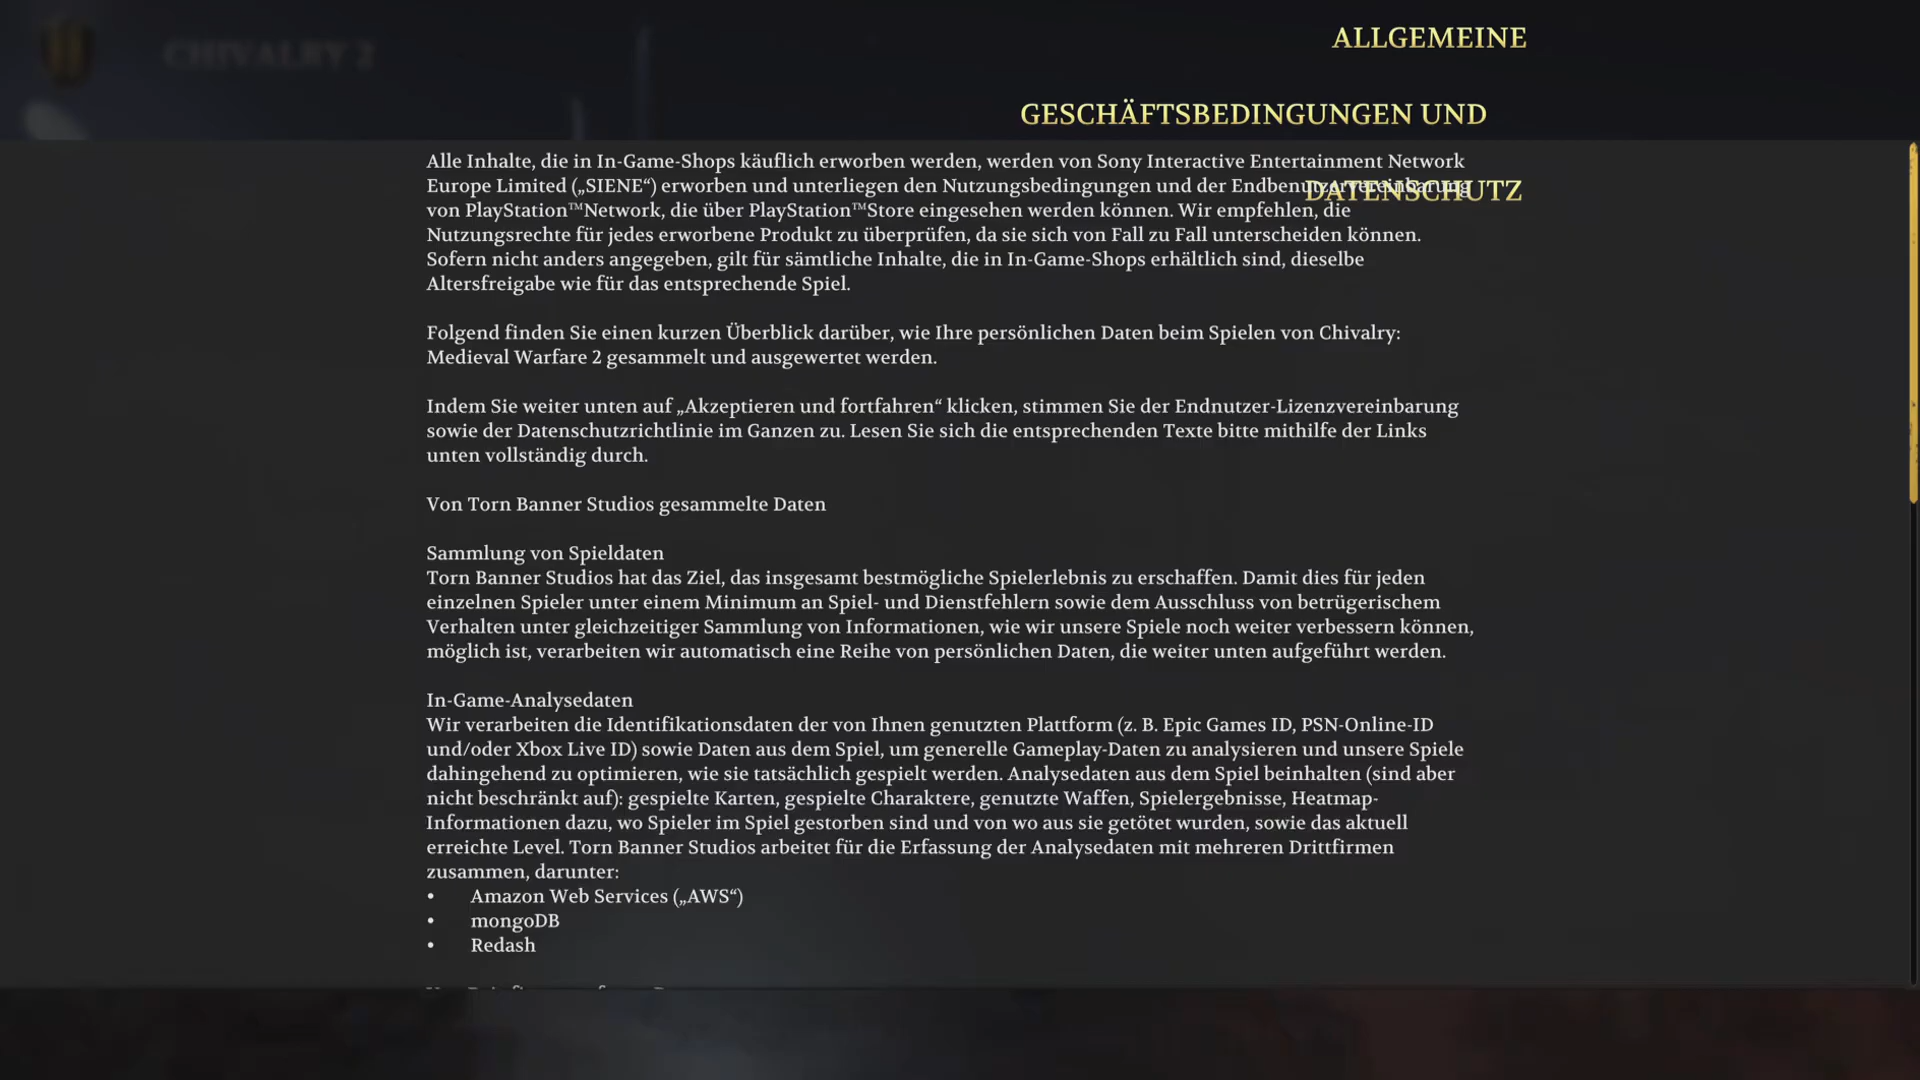 CHIVALRY 2
ALLGEMEINE
GESCHÄFTSBEDINGUNGEN UND
DATENSCHUTZ
Alle Inhalte, die in In-Game-Shops käuflich erworben werden, werden von Sony Interactive Entertainment Network
Europe Limited („SIENE“) erworben und unterliegen den Nutzungsbedingungen und der Endbenutzervereinbarung
von PlayStation™Network, die über PlayStation™Store eingesehen werden können. Wir empfehlen, die
Nutzungsrechte für jedes erworbene Produkt zu überprüfen, da sie sich von Fall zu Fall unterscheiden können.
Sofern nicht anders angegeben, gilt für sämtliche Inhalte, die in In-Game-Shops erhältlich sind, dieselbe
Altersfreigabe wie für das entsprechende Spiel.
Folgend finden Sie einen kurzen Überblick darüber, wie Ihre persönlichen Daten beim Spielen von Chivalry:
Medieval Warfare 2 gesammelt und ausgewertet werden.
Indem Sie weiter unten auf „Akzeptieren und fortfahren“ klicken, stimmen Sie der Endnutzer-Lizenzvereinbarung
sowie der Datenschutzrichtlinie im Ganzen zu. Lesen Sie sich die entsprechenden Texte bitte mithilfe der Links
unten vollständig durch.
Von Torn Banner Studios gesammelte Daten
Sammlung von Spieldaten
Torn Banner Studios hat das Ziel, das insgesamt bestmögliche Spielerlebnis zu erschaffen. Damit dies für jeden
einzelnen Spieler unter einem Minimum an Spiel- und Dienstfehlern sowie dem Ausschluss von betrügerischem
Verhalten unter gleichzeitiger Sammlung von Informationen, wie wir unsere Spiele noch weiter verbessern können,
möglich ist, verarbeiten wir automatisch eine Reihe von persönlichen Daten, die weiter unten aufgeführt werden.
In-Game-Analysedaten
Wir verarbeiten die Identifikationsdaten der von Ihnen genutzten Plattform (z. B. Epic Games ID, PSN-Online-ID
und/oder Xbox Live ID) sowie Daten aus dem Spiel, um generelle Gameplay-Daten zu analysieren und unsere Spiele
dahingehend zu optimieren, wie sie tatsächlich gespielt werden. Analysedaten aus dem Spiel beinhalten (sind aber
nicht beschränkt auf): gespielte Karten, gespielte Charaktere, genutzte Waffen, Spielergebnisse, Heatmap-
Informationen dazu, wo Spieler im Spiel gestorben sind und von wo aus sie getötet wurden, sowie das aktuell
erreichte Level. Torn Banner Studios arbeitet für die Erfassung der Analysedaten mit mehreren Drittfirmen
zusammen, darunter:
• Amazon Web Services („AWS“)
• mongoDB
• Redash